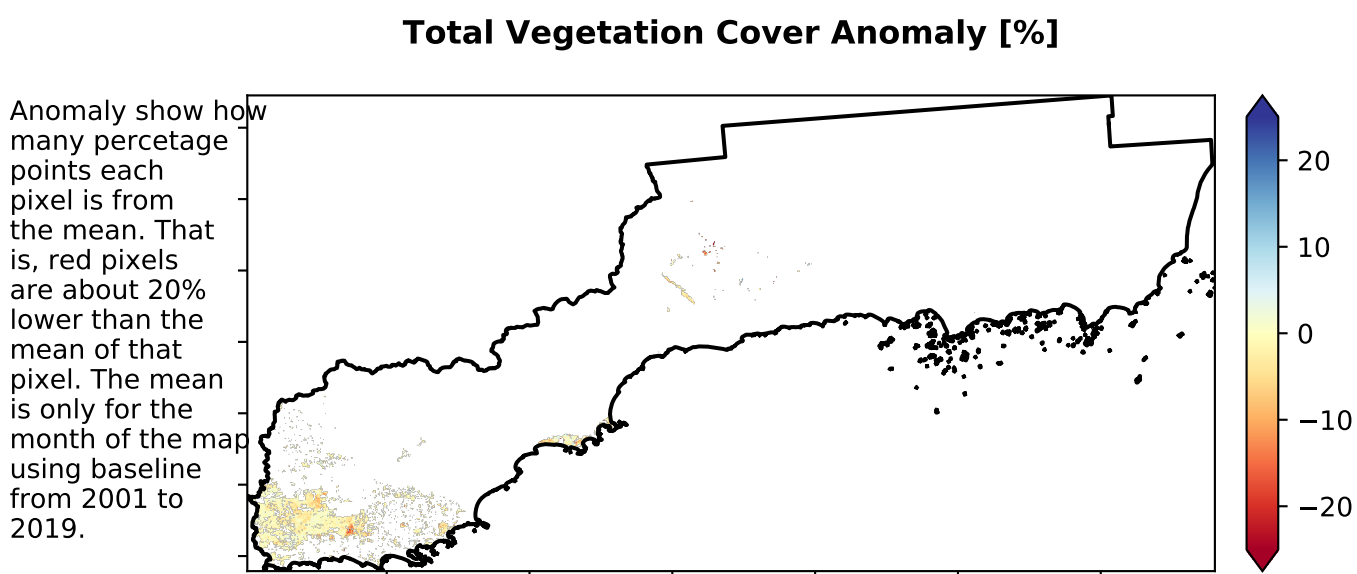 Total Vegetation Cover Anomaly [%]
Anomaly show how
many percetage
points each
pixel is from
the mean. That
is, red pixels
are about 20%
lower than the
mean of that
pixel. The mean
is only for the
month of the map
using baseline
from 2001 to
2019.
20
10
0
−10
−20